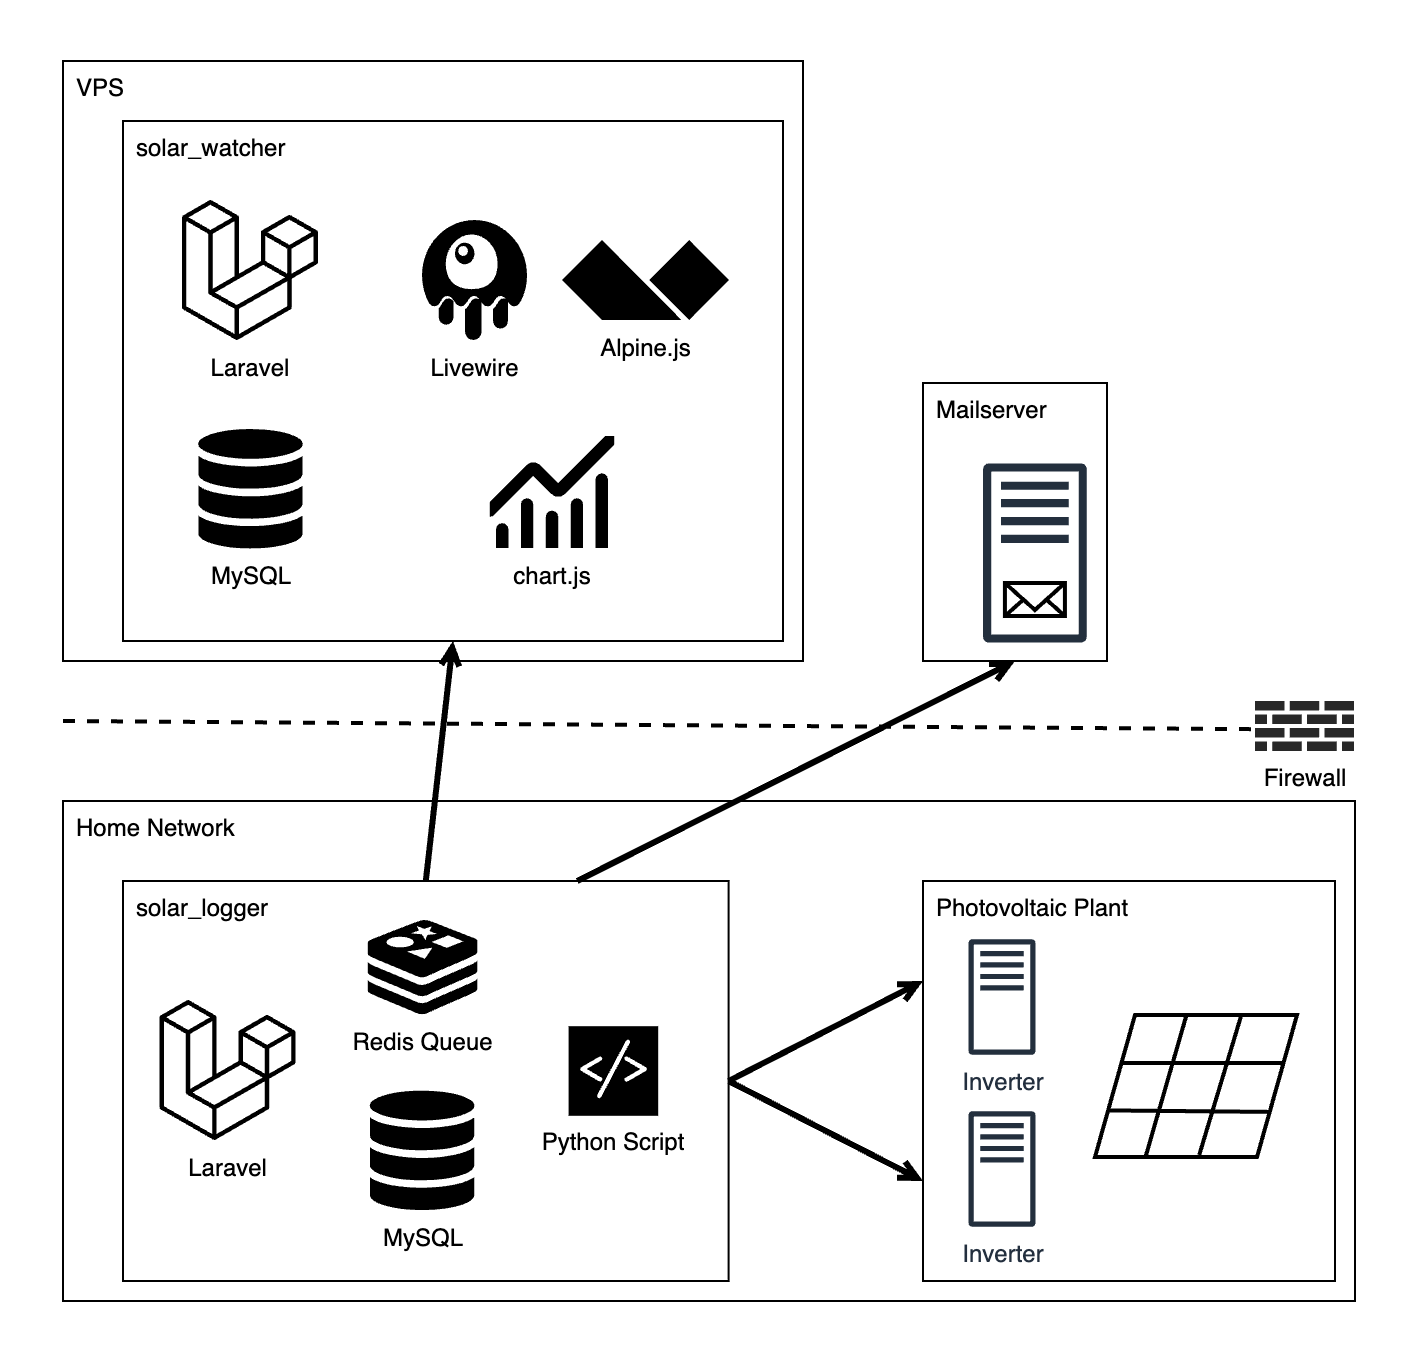 VPS
solar_watcher
Laravel
Livewire
Alpine.js
MySQL
chart.js
Mailserver
Firewall
Home Network
solar_logger
Redis Queue
Laravel
MySQL
Python Script
Photovoltaic Plant
Inverter
Inverter